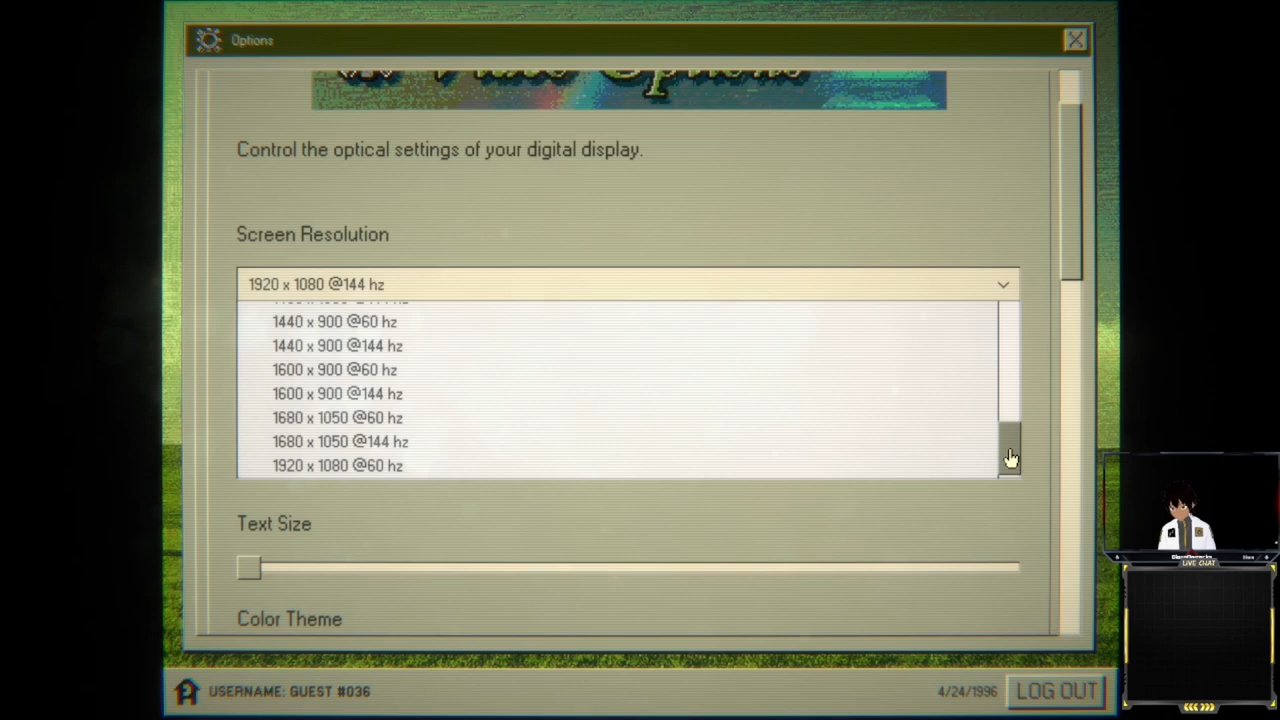 Options
Control the optical settings of your digital display.
Screen Resolution
1920 x 1080 @144 hz
1440 x 900 @60 hz
1440 x 900 @144 hz
1600 x 900 @60 hz
1600 x 900 @144 hz
1680 x 1050 @60 hz
1680 x 1050 @144 hz
1920 x 1080 @60 hz
Text Size
Color Theme
LIVE CHAT
USERNAME: GUEST #036
4/24/1996
LOG OUT